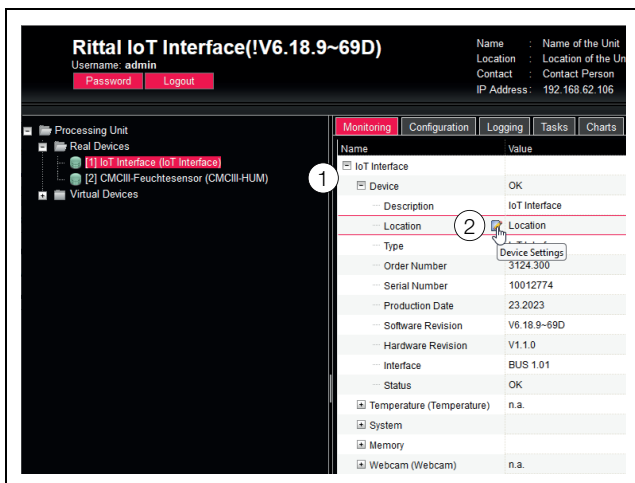 Rittal IoT Interface(!V6.18.9~69D)
Username: admin
Password Logout
Name : Name of the Unit
Location : Location of the Un
Contact : Contact Person
IP Address : 192.168.62.106
Processing Unit
Real Devices
[1] IoT Interface (IoT Interface)
[2] CMCIII-Feuchtesensor (CMCIII-HUM)
Virtual Devices
Monitoring Configuration Logging Tasks Charts
Name Value
IoT Interface
1
Device OK
Description IoT Interface
Location 2 Location
Type
Device Settings
Order Number 3124.300
Serial Number 10012774
Production Date 23.2023
Software Revision V6.18.9~69D
Hardware Revision V1.1.0
Interface BUS 1.01
Status OK
Temperature (Temperature) n.a.
System
Memory
Webcam (Webcam) n.a.